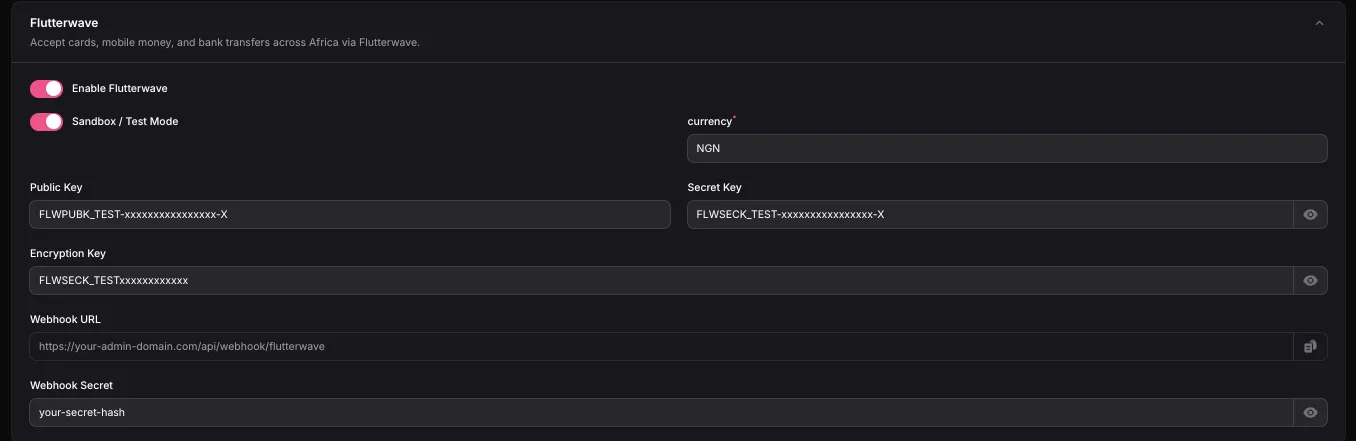 Flutterwave
Accept cards, mobile money, and bank transfers across Africa via Flutterwave.
Enable Flutterwave
Sandbox / Test Mode
currency*
NGN
Public Key
Secret Key
FLWPUBK_TEST-xxxxxxxxxxxxxxxx-X
FLWSECK_TEST-xxxxxxxxxxxxxxxx-X
Encryption Key
FLWSECK_TESTxxxxxxxxxxxx
Webhook URL
https://your-admin-domain.com/api/webhook/flutterwave
Webhook Secret
your-secret-hash